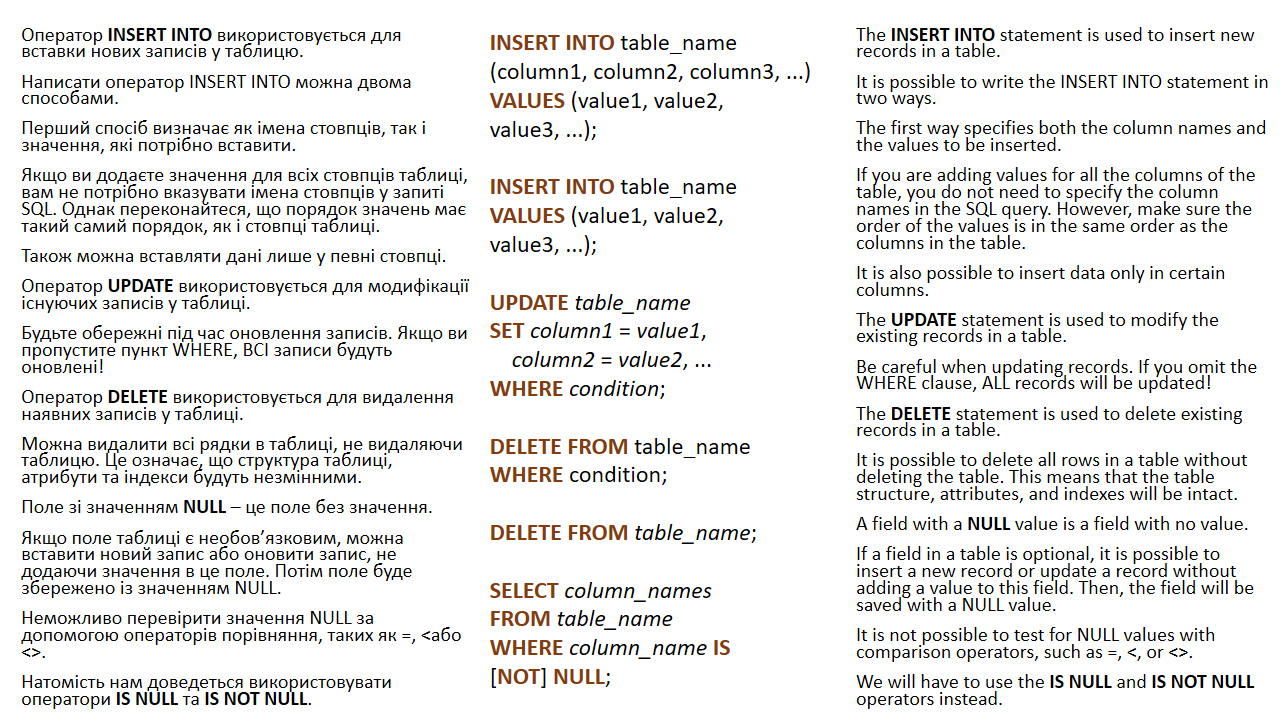 Оператор INSERT INTO використовується для
вставки нових записів у таблицю.
Написати оператор INSERT INTO можна двома
способами.
Перший спосіб визначає як імена стовпців, так і
значення, які потрібно вставити.
Якщо ви додаєте значення для всіх стовпців таблиці,
вам не потрібно вказувати імена стовпців у запиті
SQL. Однак переконайтеся, що порядок значень має
такий самий порядок, як і стовпці таблиці.
Також можна вставляти дані лише у певні стовпці.
Оператор UPDATE використовується для модифікації
існуючих записів у таблиці.
Будьте обережні під час оновлення записів. Якщо ви
пропустите пункт WHERE, ВСІ записи будуть
оновлені!
Оператор DELETE використовується для видалення
наявних записів у таблиці.
Можна видалити всі рядки в таблиці, не видаляючи
таблицю. Це означає, що структура таблиці,
атрибути та індекси будуть незмінними.
Поле зі значенням NULL – це поле без значення.
Якщо поле таблиці є необов’язковим, можна
вставити новий запис або оновити запис, не
додаючи значення в це поле. Потім поле буде
збережено із значенням NULL.
Неможливо перевірити значення NULL за
допомогою операторів порівняння, таких як =, <або
<>.
Натомість нам доведеться використовувати
оператори IS NULL та IS NOT NULL.
INSERT INTO table_name
(column1, column2, column3, ...)
VALUES (value1, value2,
value3, ...);
INSERT INTO table_name
VALUES (value1, value2,
value3, ...);
UPDATE table_name
SET column1 = value1,
column2 = value2, ...
WHERE condition;
DELETE FROM table_name
WHERE condition;
DELETE FROM table_name;
SELECT column_names
FROM table_name
WHERE column_name IS
[NOT] NULL;
The INSERT INTO statement is used to insert new
records in a table.
It is possible to write the INSERT INTO statement in
two ways.
The first way specifies both the column names and
the values to be inserted.
If you are adding values for all the columns of the
table, you do not need to specify the column
names in the SQL query. However, make sure the
order of the values is in the same order as the
columns in the table.
It is also possible to insert data only in certain
columns.
The UPDATE statement is used to modify the
existing records in a table.
Be careful when updating records. If you omit the
WHERE clause, ALL records will be updated!
The DELETE statement is used to delete existing
records in a table.
It is possible to delete all rows in a table without
deleting the table. This means that the table
structure, attributes, and indexes will be intact.
A field with a NULL value is a field with no value.
If a field in a table is optional, it is possible to
insert a new record or update a record without
adding a value to this field. Then, the field will be
saved with a NULL value.
It is not possible to test for NULL values with
comparison operators, such as =, <, or <>.
We will have to use the IS NULL and IS NOT NULL
operators instead.